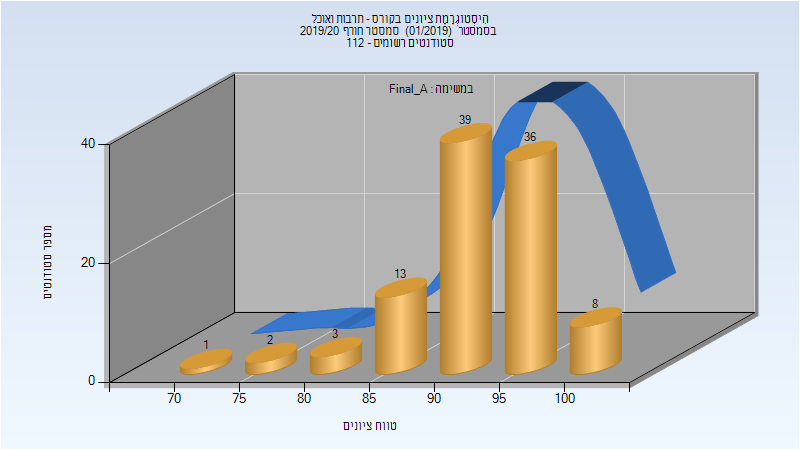 היסטוגרמת ציונים בקורס - תרבות ואוכל
בסמסטר (01/2019) סמסטר חורף 2019/20
סטודנטים רשומים - 112
במשימה : Final_A
39
36
13
8
3
2
1
40
20
0
מספר סטודנטים
70 75 80 85 90 95 100
טווח ציונים